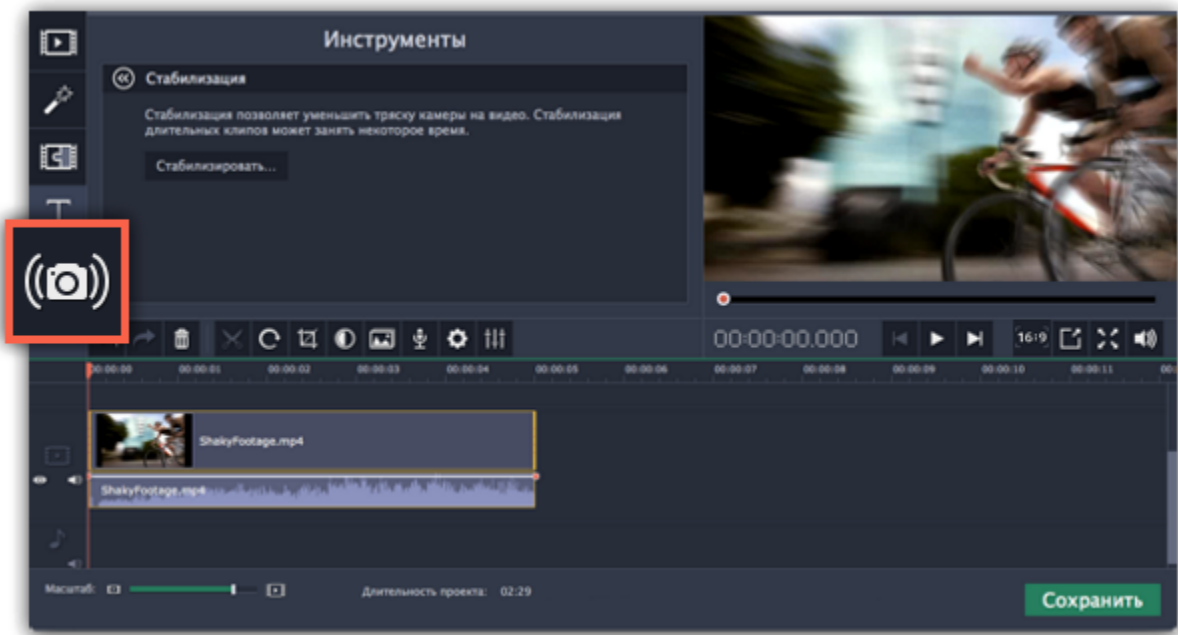 Инструменты
Стабилизация
Стабилизация позволяет уменьшить тряску камеры на видео. Стабилизация
длительных клипов может занять некоторое время.
Стабилизировать...
T
00:00:00.000
16:9
00:00:00 00:00:01 00:00:02 00:00:03 00:00:04 00:00:05 00:00:06 00:00:07 00:00:08 00:00:09 00:00:10 00:00:11
ShakyFootage.mp4
ShakyFootage.mp4
Масштаб:
Длительность проекта: 02:29
Сохранить